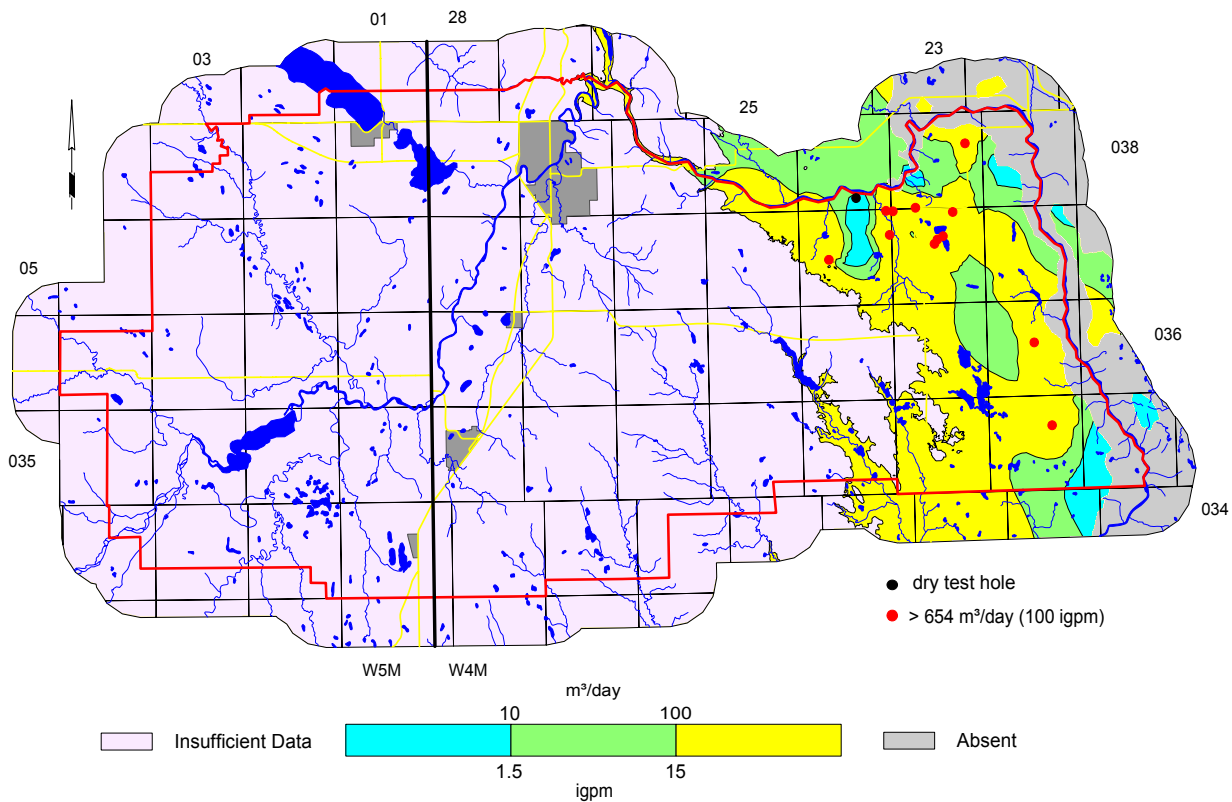 01
28
03
23
25
038
05
036
035
034
dry test hole
> 654 m³/day (100 igpm)
W5M
W4M
m³/day
10
100
Insufficient Data
Absent
1.5
15
igpm